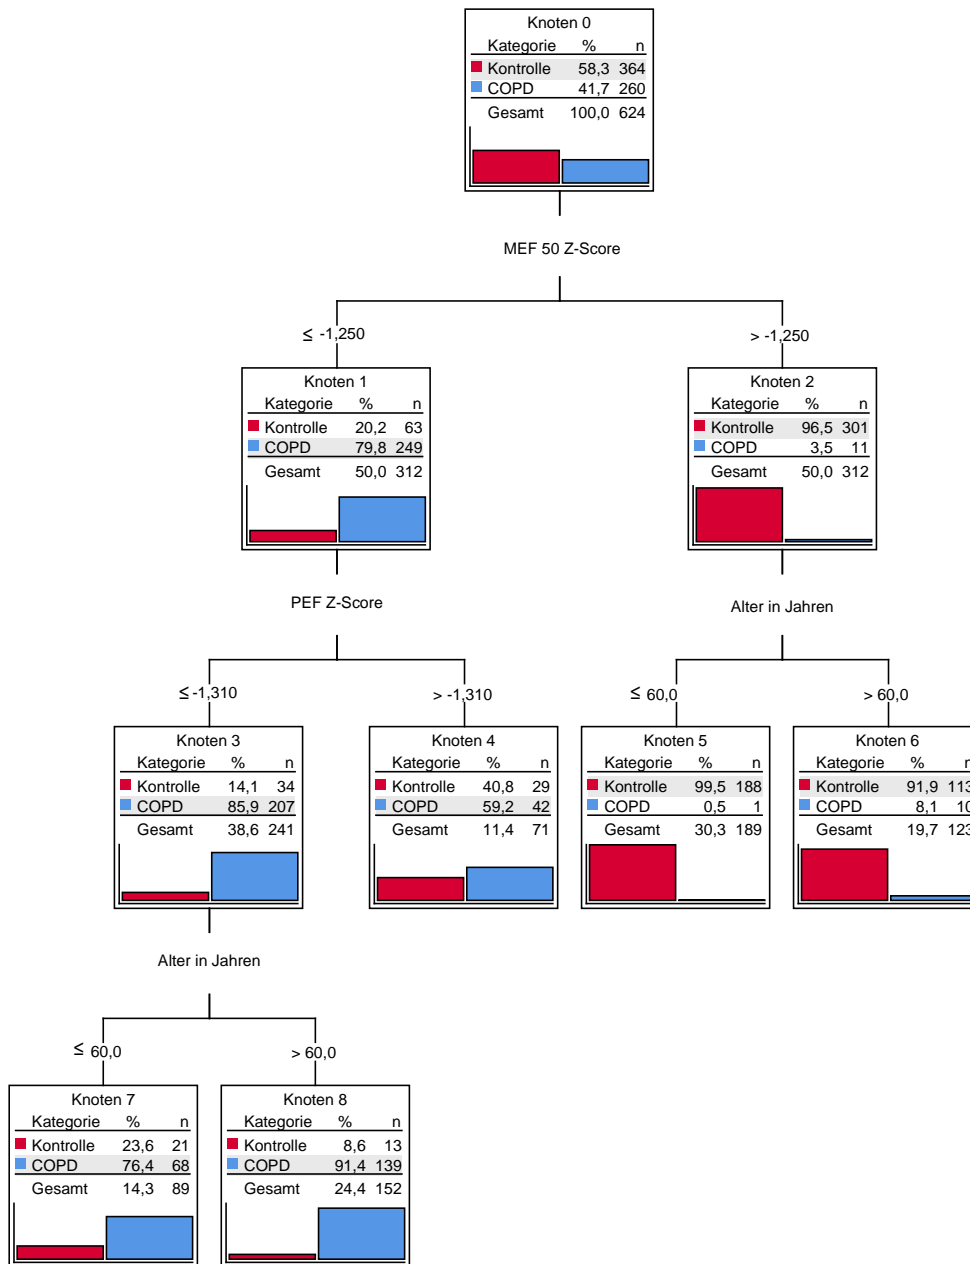 Knoten 0
Kategorie % n
Kontrolle 58,3 364
COPD 41,7 260
Gesamt 100,0 624
MEF 50 Z-Score
≤ -1,250
> -1,250
Knoten 1
Kategorie % n
Kontrolle 20,2 63
COPD 79,8 249
Gesamt 50,0 312
Knoten 2
Kategorie % n
Kontrolle 96,5 301
COPD 3,5 11
Gesamt 50,0 312
PEF Z-Score
Alter in Jahren
≤ -1,310
> -1,310
≤ 60,0
> 60,0
Knoten 3
Kategorie % n
Kontrolle 14,1 34
COPD 85,9 207
Gesamt 38,6 241
Knoten 4
Kategorie % n
Kontrolle 40,8 29
COPD 59,2 42
Gesamt 11,4 71
Knoten 5
Kategorie % n
Kontrolle 99,5 188
COPD 0,5 1
Gesamt 30,3 189
Knoten 6
Kategorie % n
Kontrolle 91,9 113
COPD 8,1 10
Gesamt 19,7 123
Alter in Jahren
≤ 60,0
> 60,0
Knoten 7
Kategorie % n
Kontrolle 23,6 21
COPD 76,4 68
Gesamt 14,3 89
Knoten 8
Kategorie % n
Kontrolle 8,6 13
COPD 91,4 139
Gesamt 24,4 152